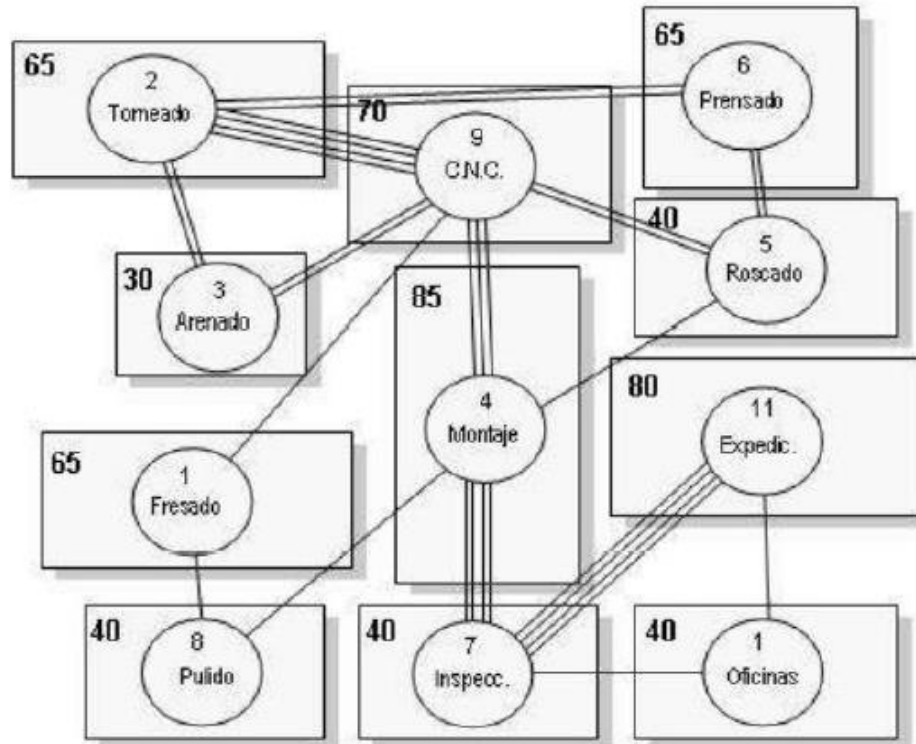 65
2
Torneado
65
6
Prensado
70
9
C.N.C.
40
5
Roscado
30
3
Arenado
85
4
Montaje
80
11
Expedic.
65
1
Fresado
40
8
Pulido
40
7
Inspecc.
40
1
Oficinas